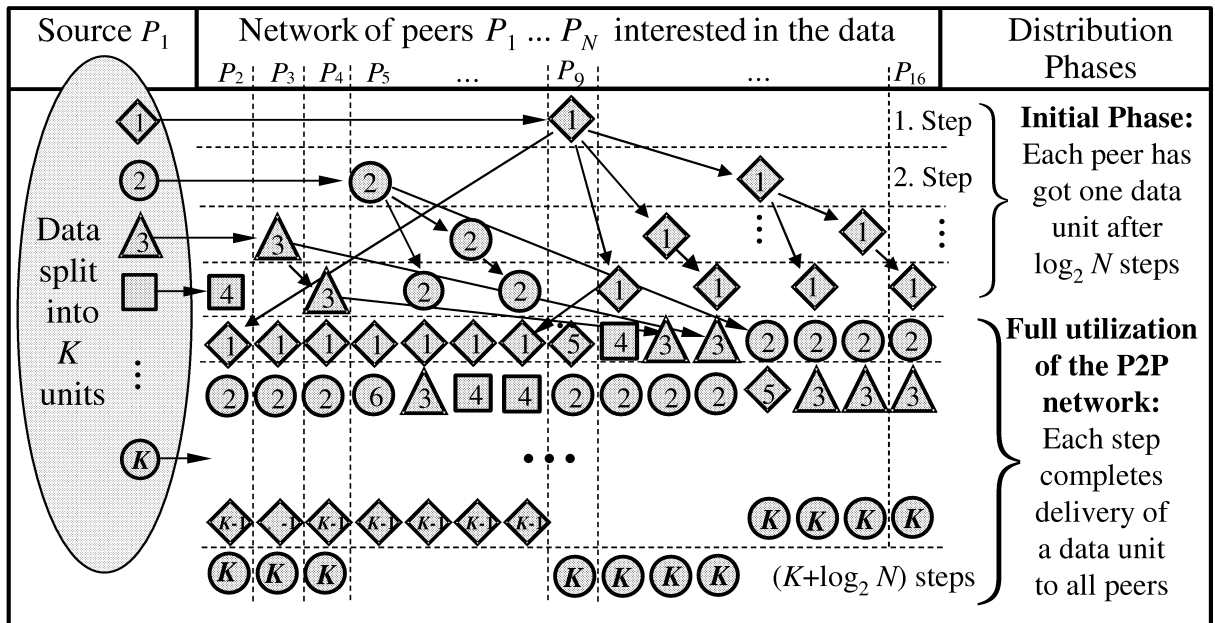 Source P1
Network of peers P1 ... PN interested in the data
Distribution
Phases
P2 P3 P4 P5 ... P9 ... P16
1 1 1. Step
2 2 1 2. Step
3 3 2 1 1
4 3 2 2 1 1 1 1
1 1 1 1 1 1 1 5 4 3 3 2 2 2 2
2 2 2 6 3 4 4 2 2 2 2 5 3 3 3
K
K-1 -1 K-1 K-1 K-1 K-1 K-1 K K K K
K K K K K K K (K+log2 N) steps
Data
split
into
K
units
Initial Phase:
Each peer has
got one data
unit after
log2 N steps
Full utilization
of the P2P
network:
Each step
completes
delivery of
a data unit
to all peers